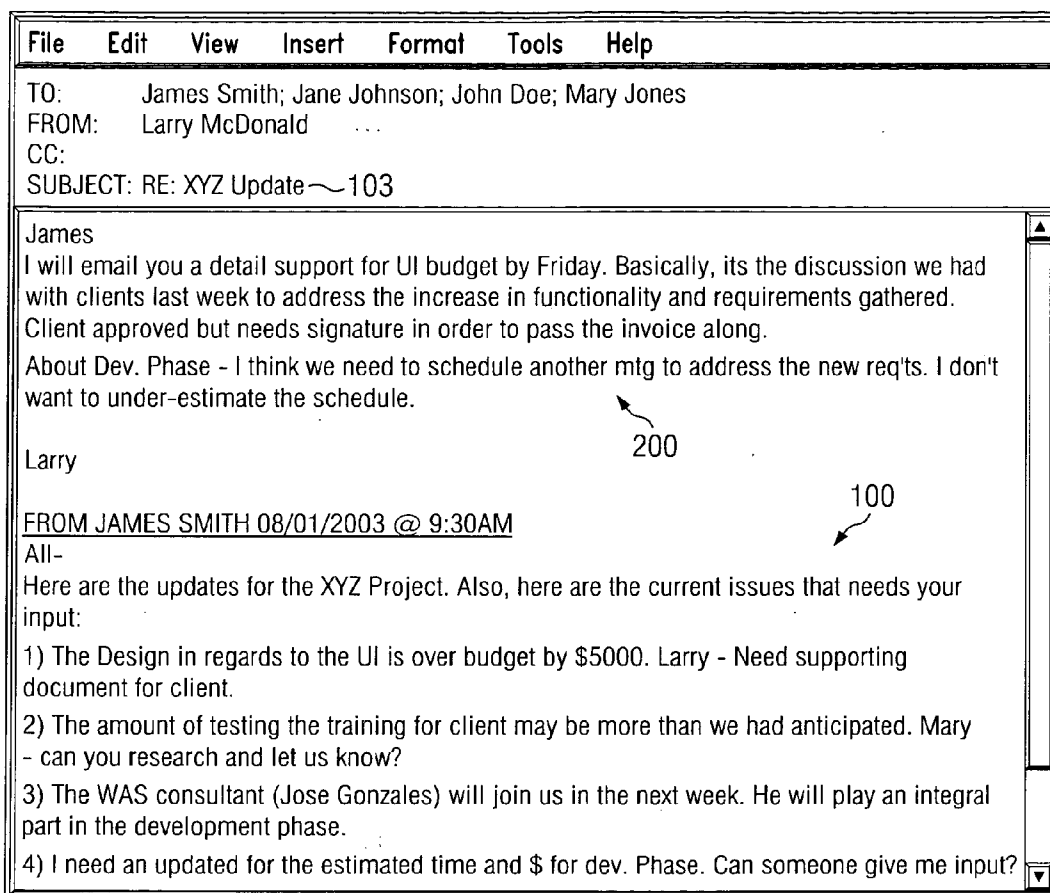 File Edit View Insert Format Tools Help
TO: James Smith; Jane Johnson; John Doe; Mary Jones
FROM: Larry McDonald ...
CC:
SUBJECT: RE: XYZ Update 103
James
I will email you a detail support for UI budget by Friday. Basically, its the discussion we had
with clients last week to address the increase in functionality and requirements gathered.
Client approved but needs signature in order to pass the invoice along.
About Dev. Phase - I think we need to schedule another mtg to address the new req'ts. I don't
want to under-estimate the schedule.
200
Larry
100
FROM JAMES SMITH 08/01/2003 @ 9:30AM
All-
Here are the updates for the XYZ Project. Also, here are the current issues that needs your
input:
1) The Design in regards to the UI is over budget by $5000. Larry - Need supporting
document for client.
2) The amount of testing the training for client may be more than we had anticipated. Mary
- can you research and let us know?
3) The WAS consultant (Jose Gonzales) will join us in the next week. He will play an integral
part in the development phase.
4) I need an updated for the estimated time and $ for dev. Phase. Can someone give me input?